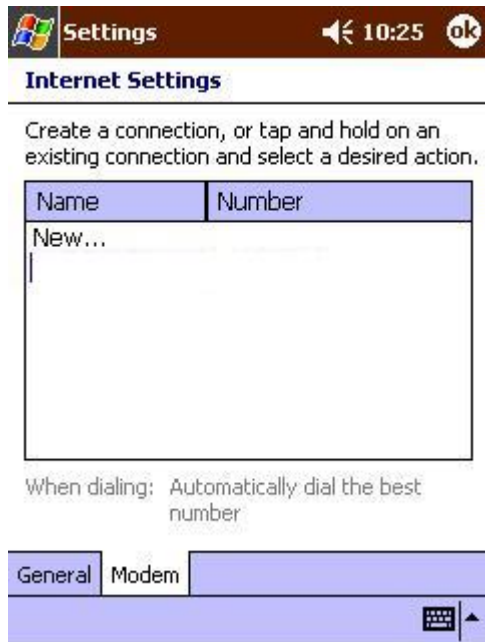 Settings 10:25 ok
Internet Settings
Create a connection, or tap and hold on an
existing connection and select a desired action.
Name Number
New...
When dialing: Automatically dial the best
number
General Modem